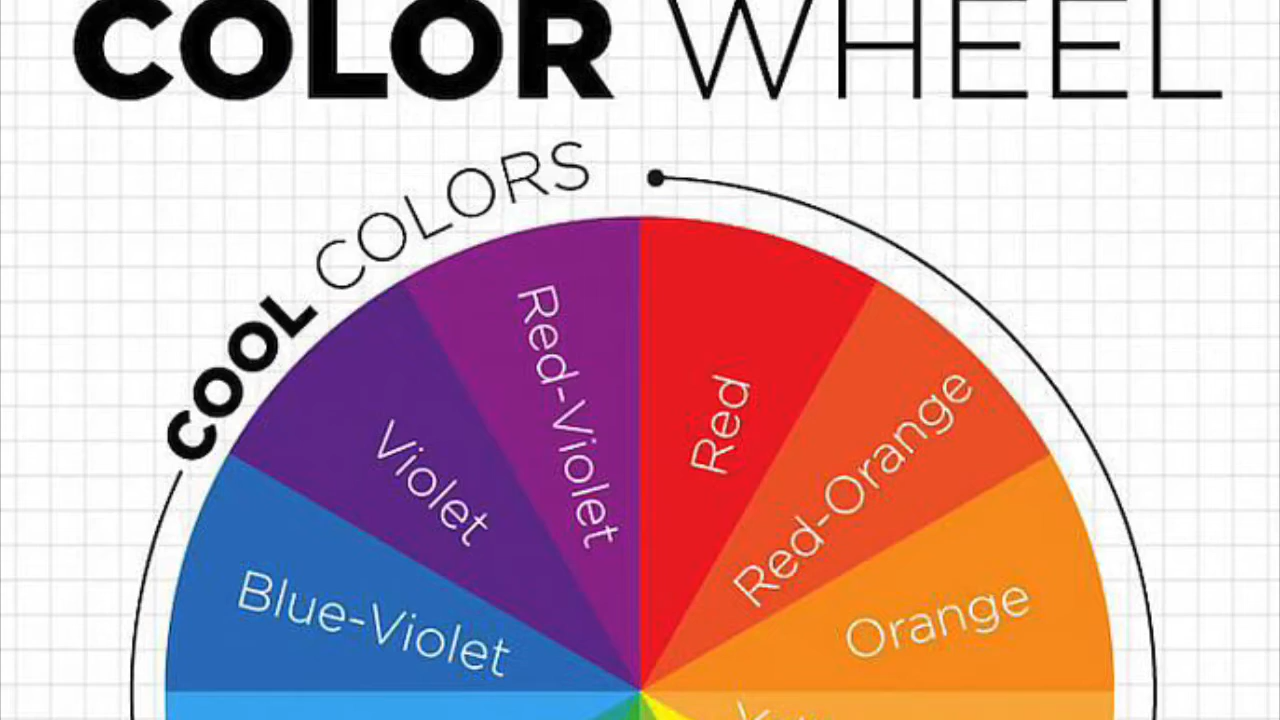 COLOR WHEEL
COOL COLORS
Red-Violet
Red
Violet
Red-Orange
Blue-Violet
Orange